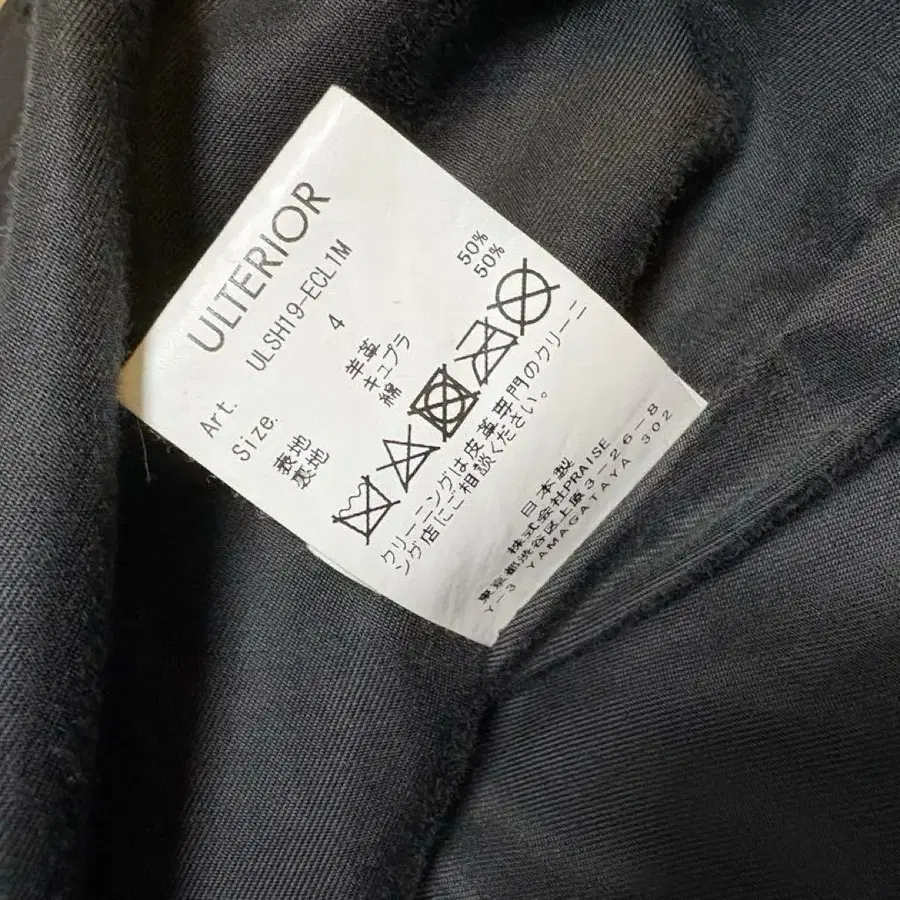 ULTERIOR
Art. ULSH19-ECL1M
Size. 4
表地 羊革
裏地 キュプラ 50%
綿 50%
クリーニングは皮革専門のクリーニ
ング店にご相談ください。
日本製
株式会社PRAISE
東京都渋谷区上原3-26-8
Y-3 YAMAGATAYA 302